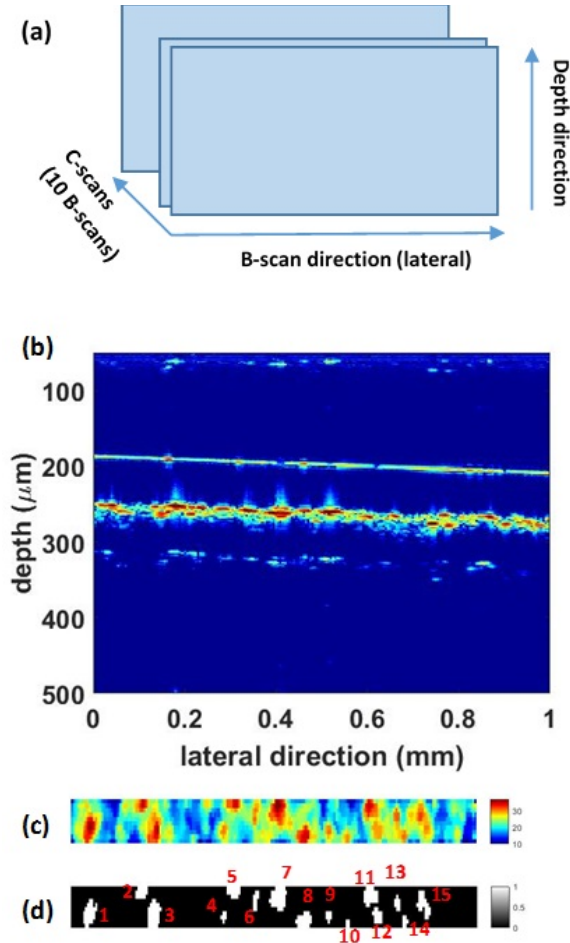 (a)
Depth direction
C-scans
(10 B-scans)
B-scan direction (lateral)
(b)
100
200
300
400
500
depth (μm)
0 0.2 0.4 0.6 0.8 1
lateral direction (mm)
(c)
30
20
10
(d)
1
2
3
4
5
6
7
8
9
10
11
12
13
14
15
1
0.5
0